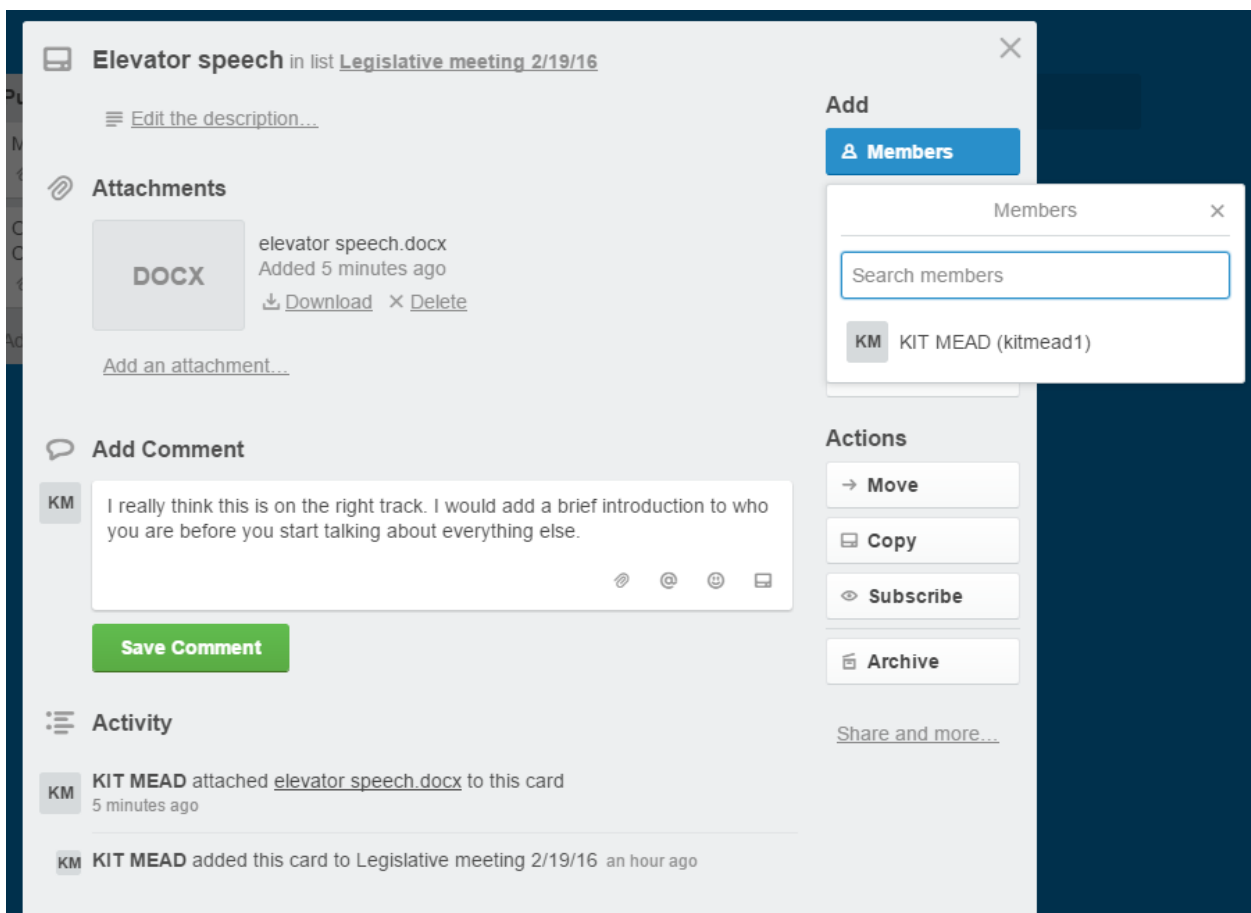 Elevator speech in list Legislative meeting 2/19/16
Edit the description…
Attachments
DOCX
elevator speech.docx
Added 5 minutes ago
Download Delete
Add an attachment…
Add Comment
KM
I really think this is on the right track. I would add a brief introduction to who
you are before you start talking about everything else.
Save Comment
Activity
KM
KIT MEAD attached elevator speech.docx to this card
5 minutes ago
KM KIT MEAD added this card to Legislative meeting 2/19/16 an hour ago
Add
Members
Members
Search members
KM KIT MEAD (kitmead1)
Actions
Move
Copy
Subscribe
Archive
Share and more…